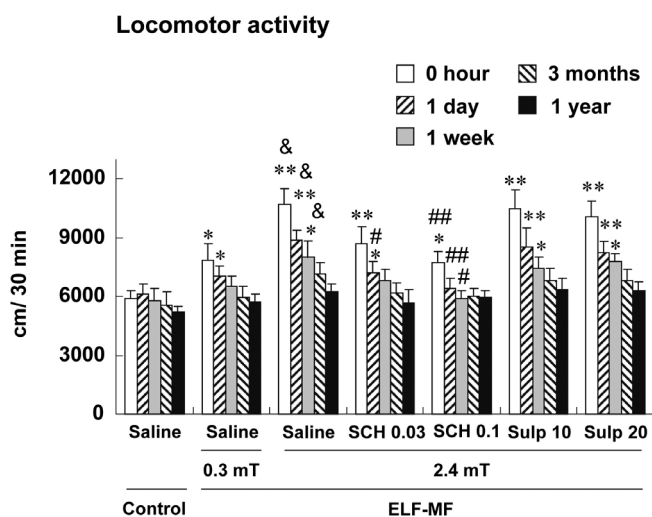 Locomotor activity
0 hour 3 months
1 day 1 year
1 week
&
** &
** &
*
* *
** # *
## * ## #
** ** *
** ** *
12000
9000
6000
3000
0
cm/ 30 min
Saline Saline Saline SCH 0.03 SCH 0.1 Sulp 10 Sulp 20
0.3 mT 2.4 mT
Control ELF-MF